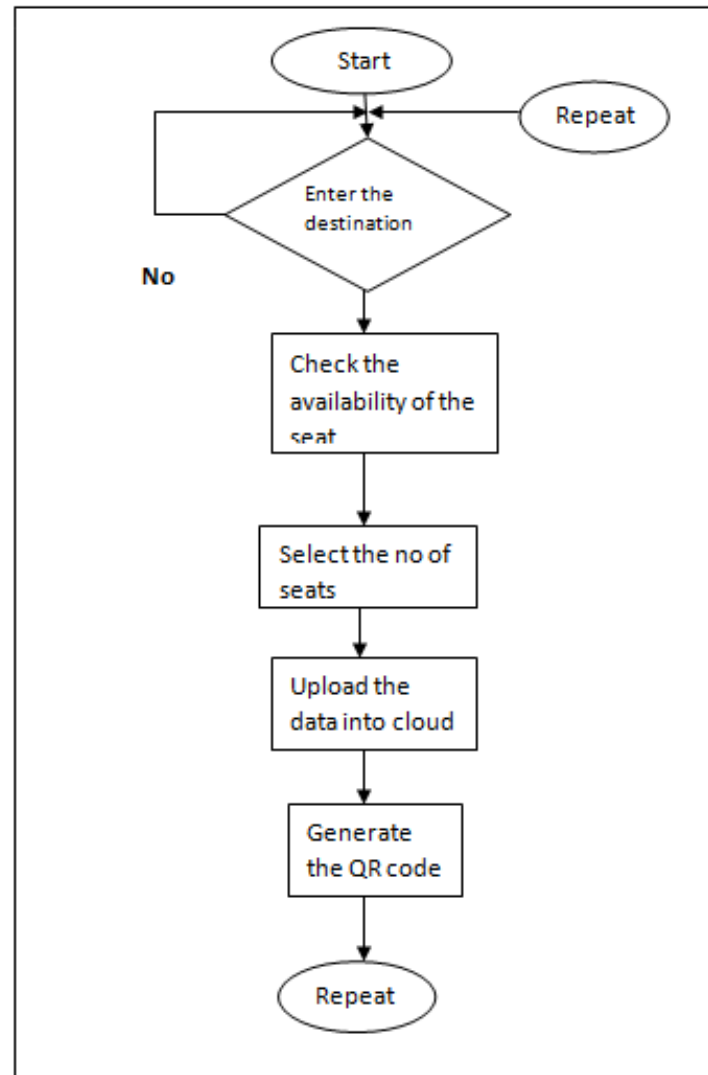 Start
Repeat
Enter the
destination
No
Check the
availability of the
seat
Select the no of
seats
Upload the
data into cloud
Generate
the QR code
Repeat